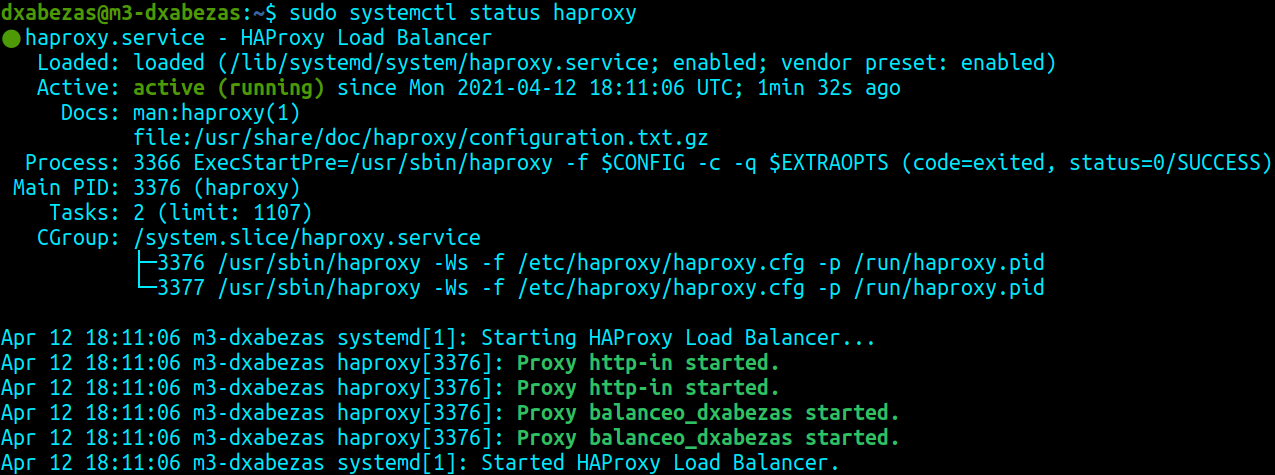 dxabezas@m3-dxabezas:~$ sudo systemctl status haproxy
● haproxy.service - HAProxy Load Balancer
   Loaded: loaded (/lib/systemd/system/haproxy.service; enabled; vendor preset: enabled)
   Active: active (running) since Mon 2021-04-12 18:11:06 UTC; 1min 32s ago
     Docs: man:haproxy(1)
           file:/usr/share/doc/haproxy/configuration.txt.gz
  Process: 3366 ExecStartPre=/usr/sbin/haproxy -f $CONFIG -c -q $EXTRAOPTS (code=exited, status=0/SUCCESS)
 Main PID: 3376 (haproxy)
    Tasks: 2 (limit: 1107)
   CGroup: /system.slice/haproxy.service
           ├─3376 /usr/sbin/haproxy -Ws -f /etc/haproxy/haproxy.cfg -p /run/haproxy.pid
           └─3377 /usr/sbin/haproxy -Ws -f /etc/haproxy/haproxy.cfg -p /run/haproxy.pid

Apr 12 18:11:06 m3-dxabezas systemd[1]: Starting HAProxy Load Balancer...
Apr 12 18:11:06 m3-dxabezas haproxy[3376]: Proxy http-in started.
Apr 12 18:11:06 m3-dxabezas haproxy[3376]: Proxy http-in started.
Apr 12 18:11:06 m3-dxabezas haproxy[3376]: Proxy balanceo_dxabezas started.
Apr 12 18:11:06 m3-dxabezas haproxy[3376]: Proxy balanceo_dxabezas started.
Apr 12 18:11:06 m3-dxabezas systemd[1]: Started HAProxy Load Balancer.